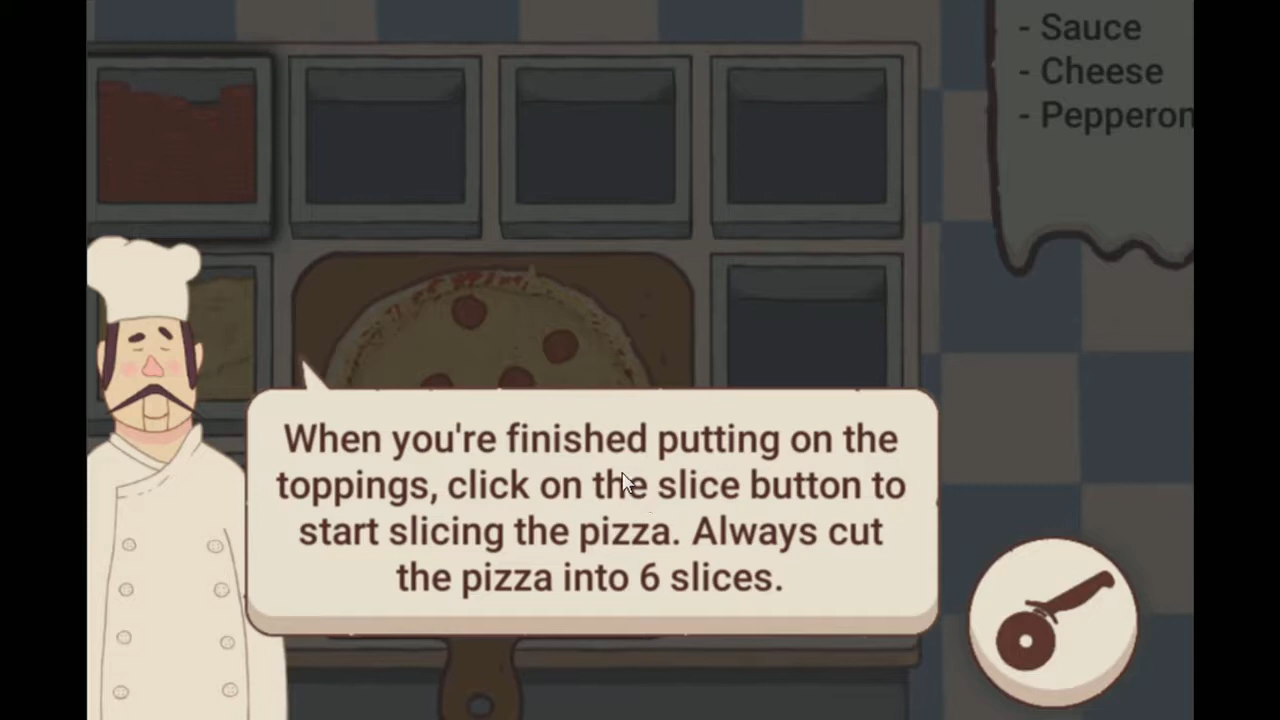 - Sauce
- Cheese
- Pepperon
When you're finished putting on the
toppings, click on the slice button to
start slicing the pizza. Always cut
the pizza into 6 slices.